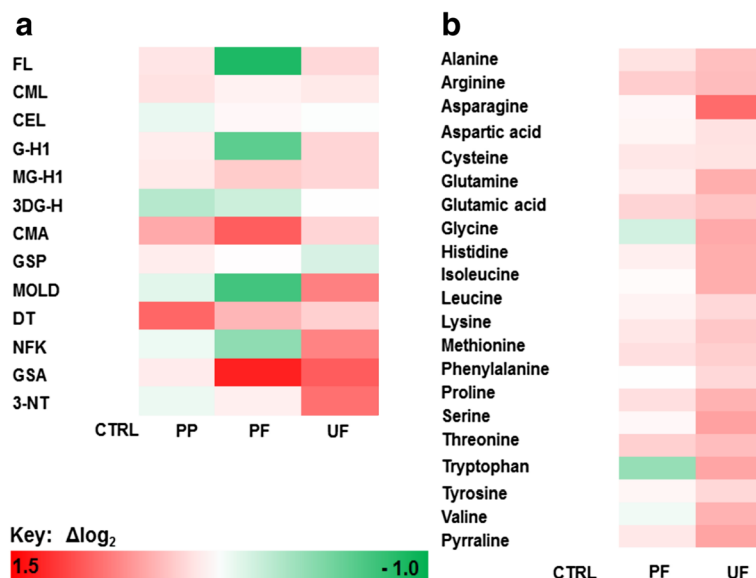 a
FL
CML
CEL
G-H1
MG-H1
3DG-H
CMA
GSP
MOLD
DT
NFK
GSA
3-NT
CTRL PP PF UF
Key: Δlog2
1.5 - 1.0
b
Alanine
Arginine
Asparagine
Aspartic acid
Cysteine
Glutamine
Glutamic acid
Glycine
Histidine
Isoleucine
Leucine
Lysine
Methionine
Phenylalanine
Proline
Serine
Threonine
Tryptophan
Tyrosine
Valine
Pyrraline
CTRL PF UF